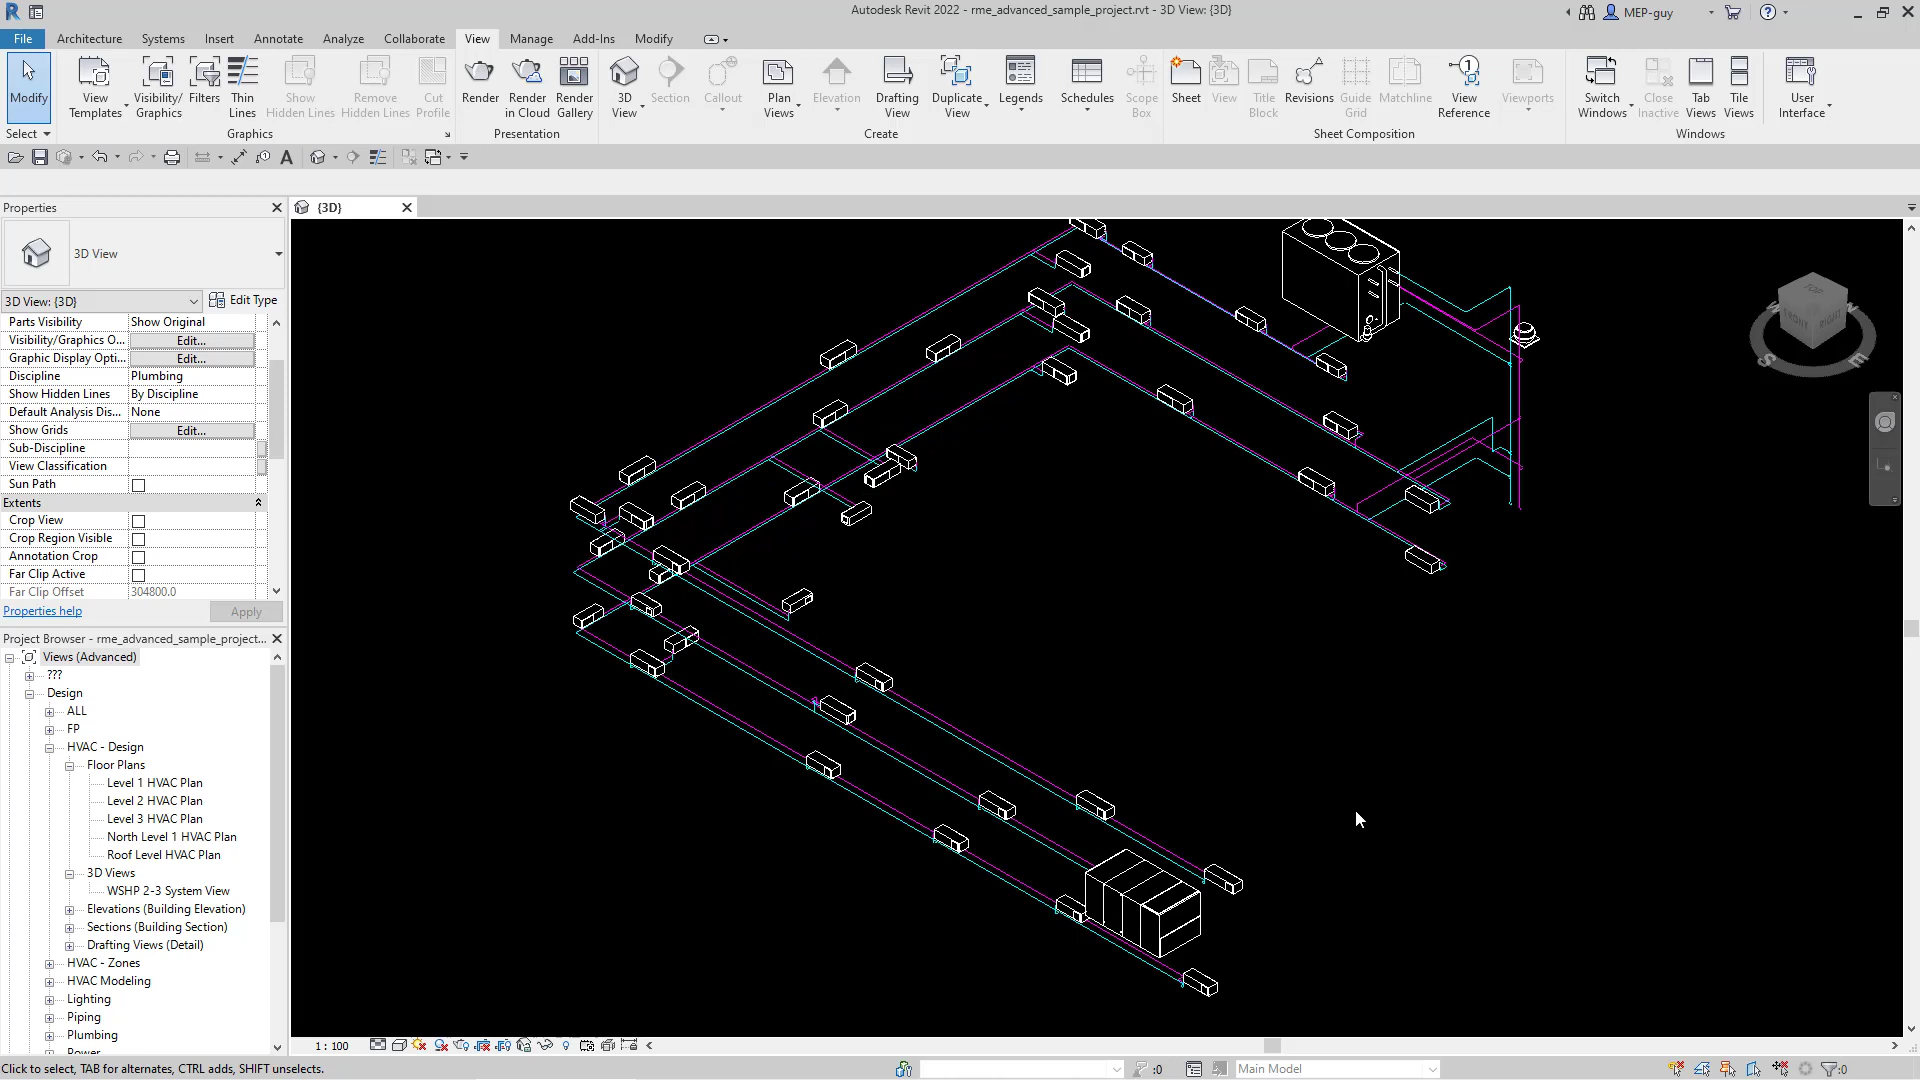 Autodesk Revit 2022 - rme_advanced_sample_project.rvt - 3D View: {3D}
MEP-guy
File Architecture Systems Insert Annotate Analyze Collaborate View Manage Add-Ins Modify
Modify
View Templates
Visibility/ Graphics
Filters
Thin Lines
Show Hidden Lines
Remove Hidden Lines
Cut Profile
Render
Render in Cloud
Render Gallery
3D View
Section
Callout
Plan Views
Elevation
Drafting View
Duplicate View
Legends
Schedules
Scope Box
Sheet
View
Title Block
Revisions
Guide Grid
Matchline
View Reference
Viewports
Switch Windows
Close Inactive
Tab Views
Tile Views
User Interface
Select
Graphics
Presentation
Create
Sheet Composition
Windows
Properties
{3D}
3D View
3D View: {3D}
Edit Type
Parts Visibility Show Original
Visibility/Graphics O... Edit...
Graphic Display Opti... Edit...
Discipline Plumbing
Show Hidden Lines By Discipline
Default Analysis Dis... None
Show Grids Edit...
Sub-Discipline
View Classification
Sun Path
Extents
Crop View
Crop Region Visible
Annotation Crop
Far Clip Active
Far Clip Offset 304800.0
Properties help
Apply
Project Browser - rme_advanced_sample_project...
Views (Advanced)
???
Design
ALL
FP
HVAC - Design
Floor Plans
Level 1 HVAC Plan
Level 2 HVAC Plan
Level 3 HVAC Plan
North Level 1 HVAC Plan
Roof Level HVAC Plan
3D Views
WSHP 2-3 System View
Elevations (Building Elevation)
Sections (Building Section)
Drafting Views (Detail)
HVAC - Zones
HVAC Modeling
Lighting
Piping
Plumbing
Power
TOP
FRONT
RIGHT
W
N
S
E
1 : 100
Click to select, TAB for alternates, CTRL adds, SHIFT unselects.
:0
Main Model
:0